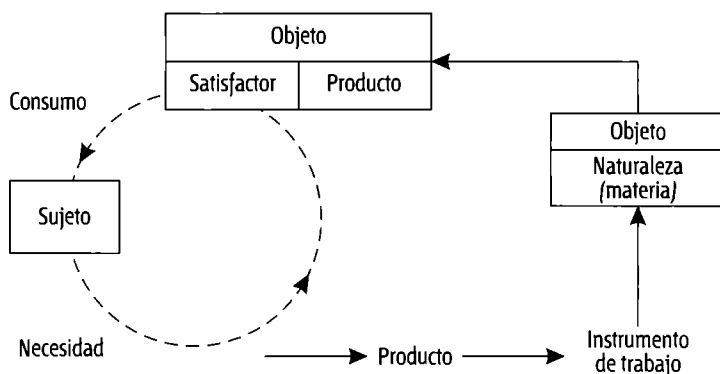 Objeto
Satisfactor
Producto
Consumo
Objeto
Naturaleza
(materia)
Sujeto
Necesidad
Producto
Instrumento
de trabajo